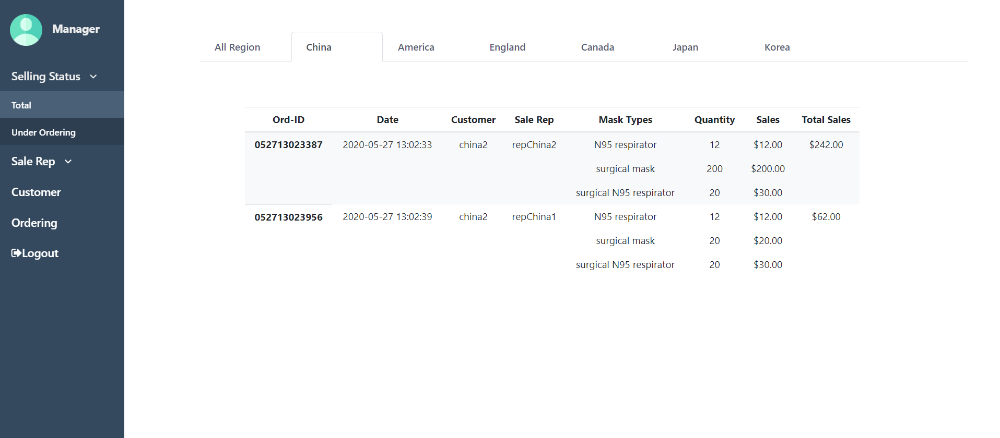 Manager
Selling Status
Total
Under Ordering
Sale Rep
Customer
Ordering
Logout
All Region China America England Canada Japan Korea
Ord-ID Date Customer Sale Rep Mask Types Quantity Sales Total Sales
052713023387 2020-05-27 13:02:33 china2 repChina2 N95 respirator 12 $12.00 $242.00
surgical mask 200 $200.00
surgical N95 respirator 20 $30.00
052713023956 2020-05-27 13:02:39 china2 repChina1 N95 respirator 12 $12.00 $62.00
surgical mask 20 $20.00
surgical N95 respirator 20 $30.00